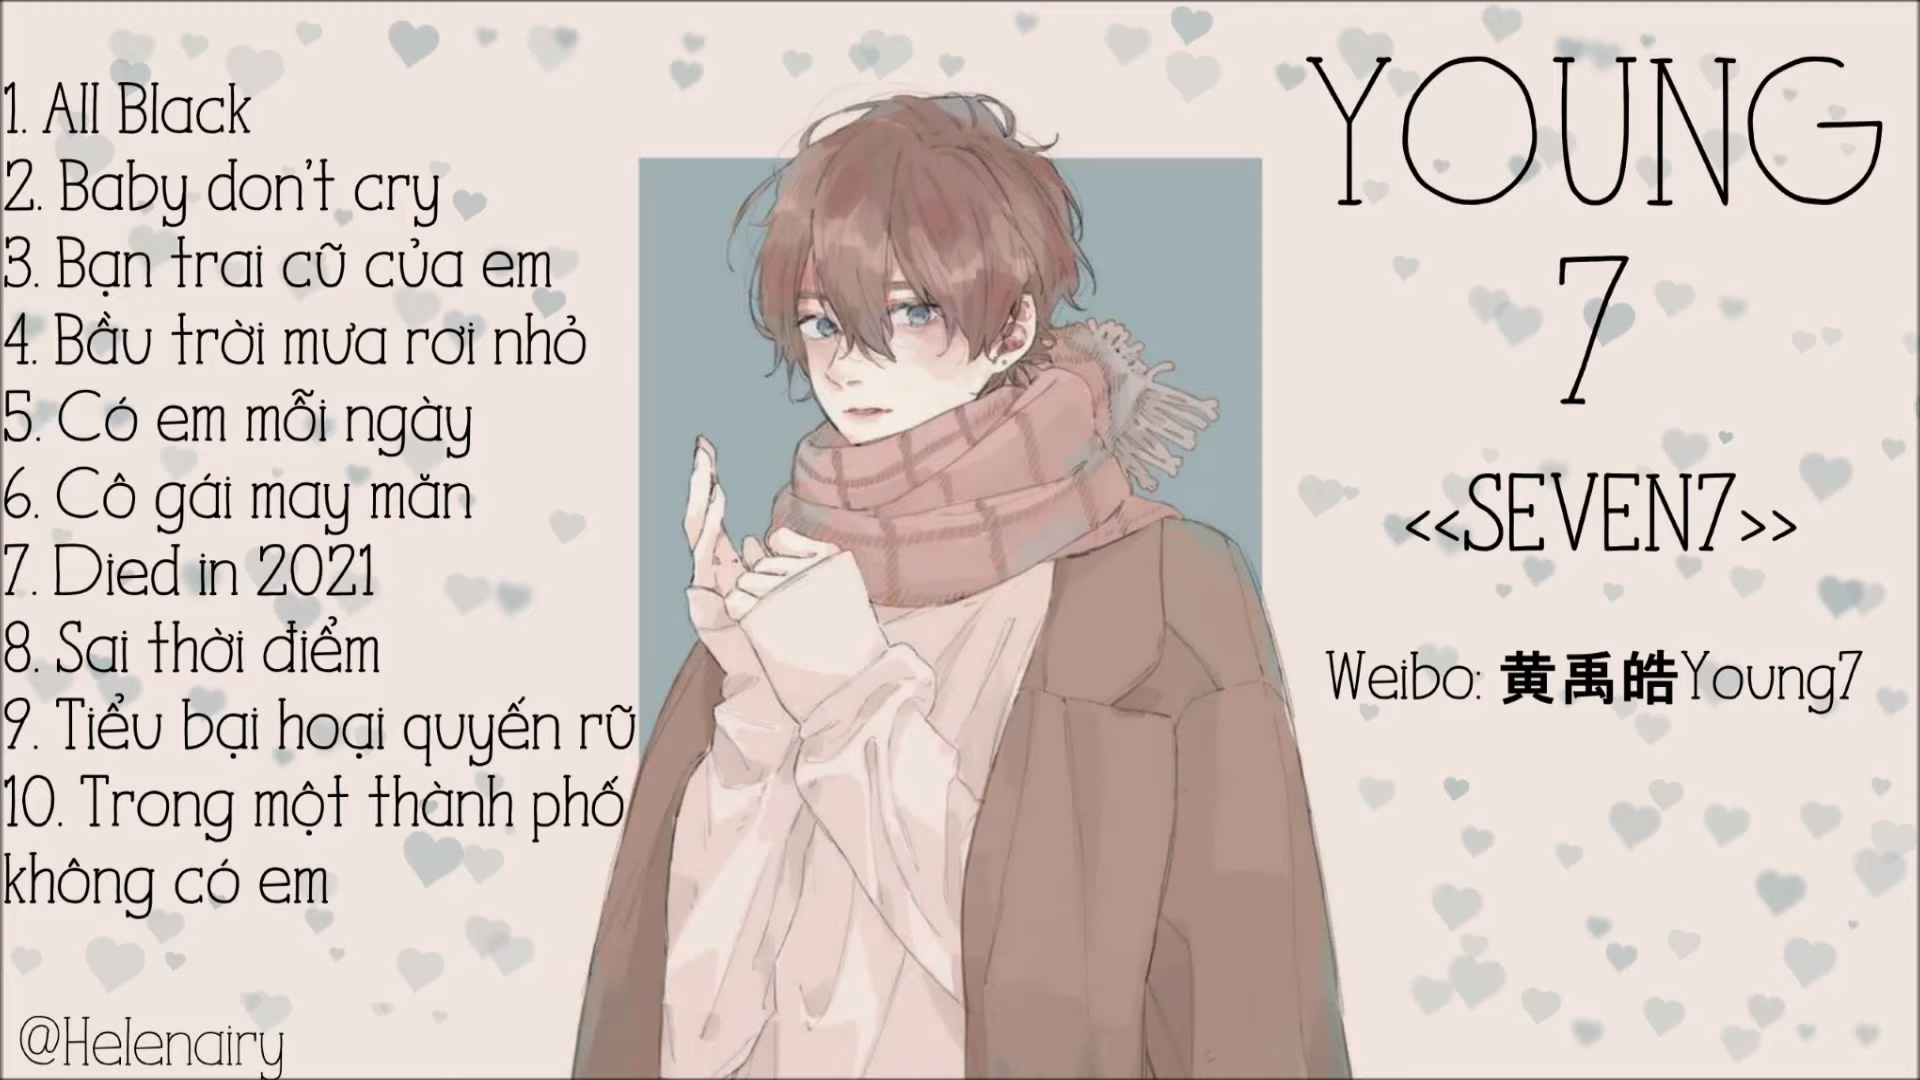 1. All Black
2. Baby don't cry
3. Bạn trai cũ của em
4. Bầu trời mưa rơi nhỏ
5. Có em mỗi ngày
6. Cô gái may măn
7. Died in 2021
8. Sai thời điểm
9. Tiểu bại hoại quyến rũ
10. Trong một thành phố
không có em
@Helenairy
YOUNG
7
<<SEVEN7>>
Weibo: 黄禹皓Young7